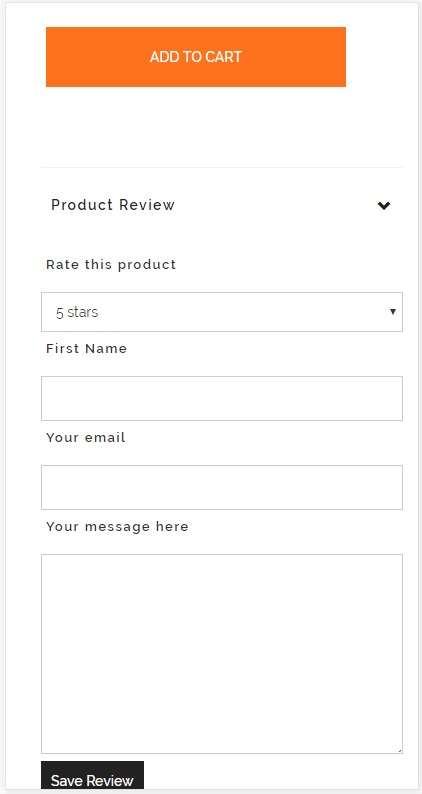 ADD TO CART
Product Review
Rate this product
5 stars
First Name
Your email
Your message here
Save Review